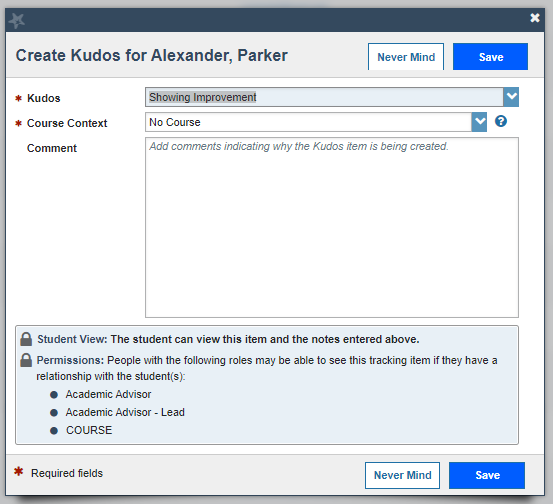 Create Kudos for Alexander, Parker
Never Mind
Save
* Kudos
Showing Improvement
* Course Context
No Course
?
Comment
Add comments indicating why the Kudos item is being created.
Student View: The student can view this item and the notes entered above.
Permissions: People with the following roles may be able to see this tracking item if they have a
relationship with the student(s):
● Academic Advisor
● Academic Advisor - Lead
● COURSE
* Required fields
Never Mind
Save